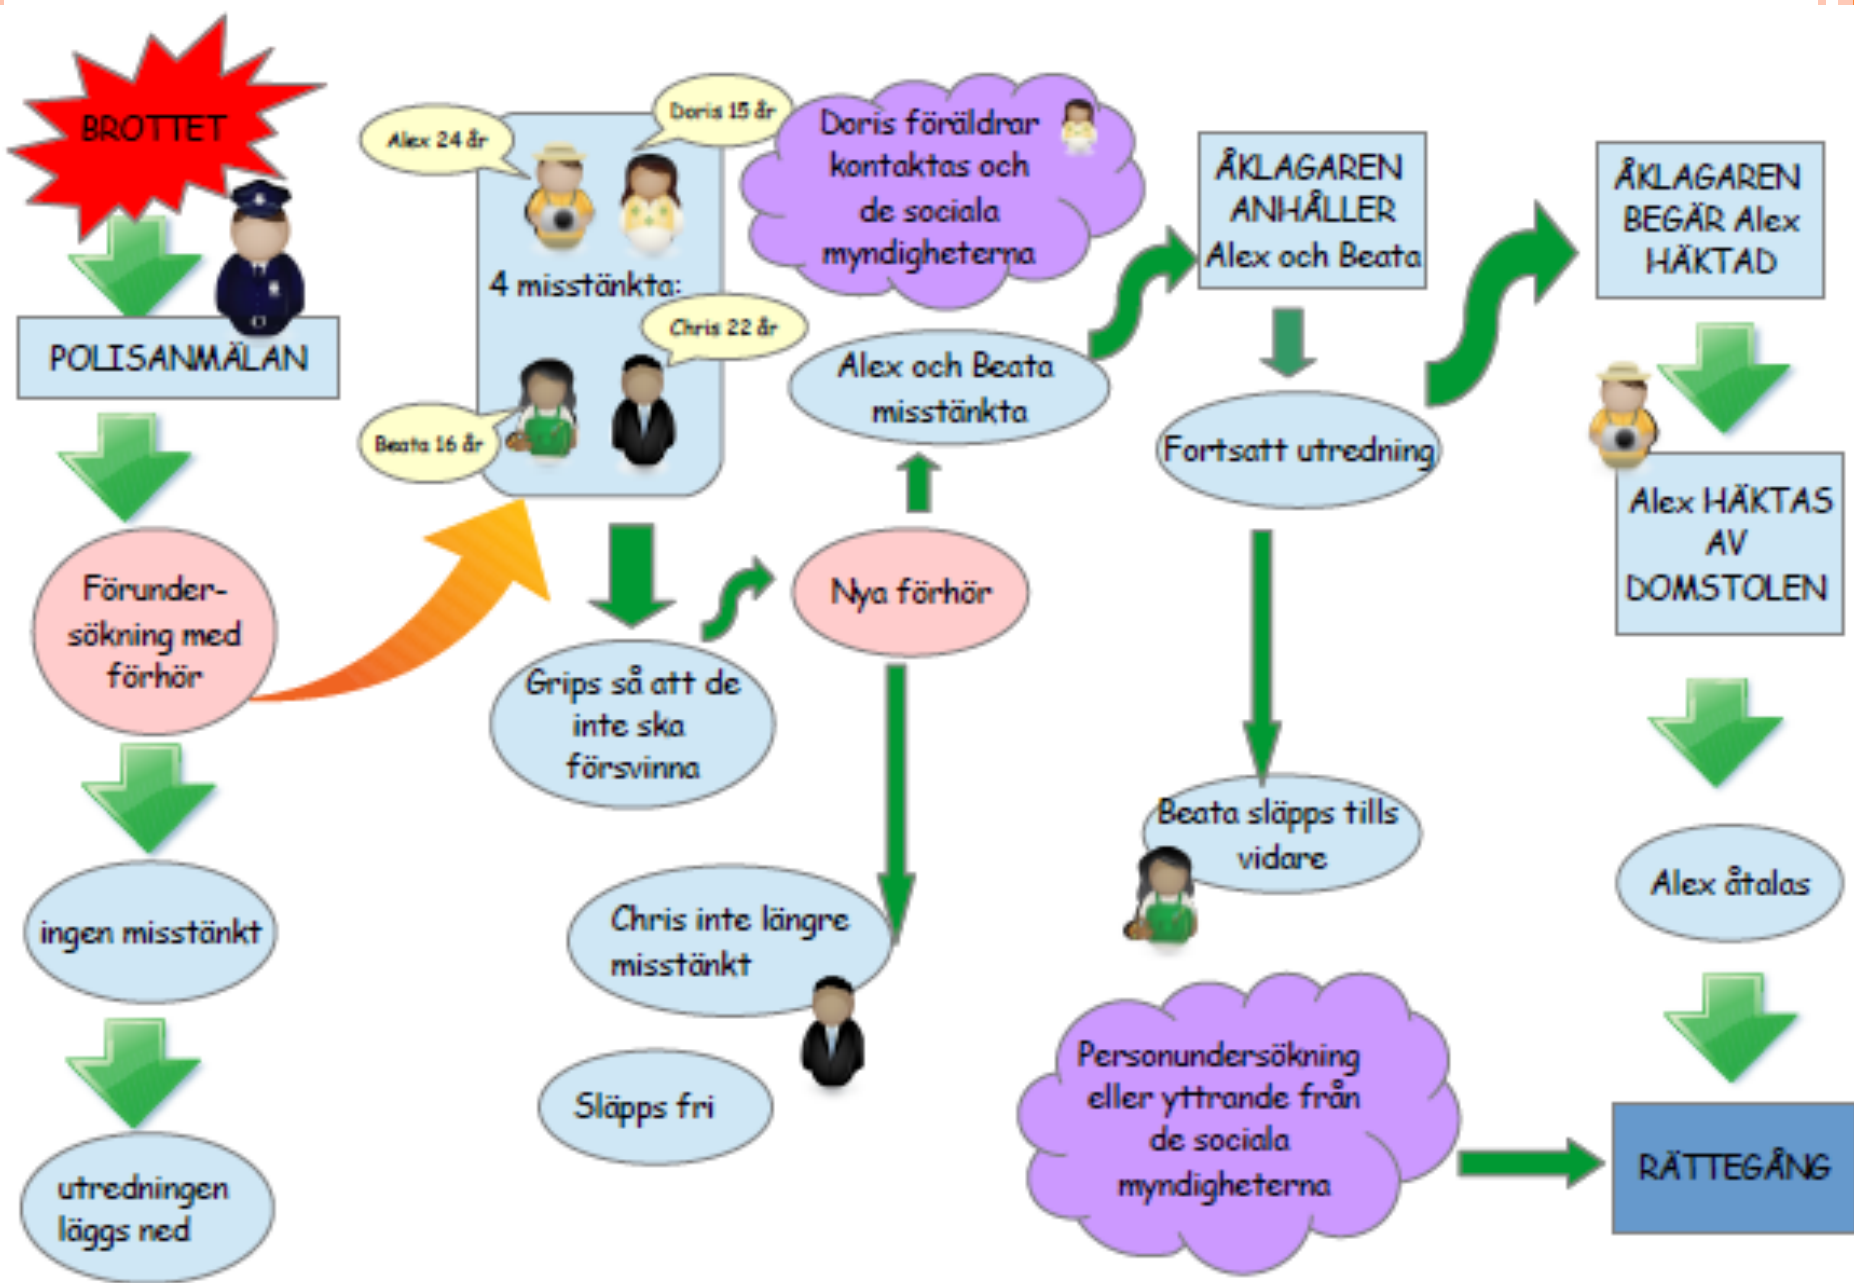 BROTTET
POLISANMÄLAN
Förunder-
sökning med
förhör
ingen misstänkt
utredningen
läggs ned
Alex 24 år
Doris 15 år
4 misstänkta:
Chris 22 år
Beata 16 år
Grips så att de
inte ska
försvinna
Nya förhör
Chris inte längre
misstänkt
Släpps fri
Doris föräldrar
kontaktas och
de sociala
myndigheterna
Alex och Beata
misstänkta
ÅKLAGAREN
ANHÅLLER
Alex och Beata
Fortsatt utredning
Beata släpps tills
vidare
Personundersökning
eller yttrande från
de sociala
myndigheterna
ÅKLAGAREN
BEGÄR Alex
HÄKTAD
Alex HÄKTAS
AV
DOMSTOLEN
Alex åtalas
RÄTTEGÅNG